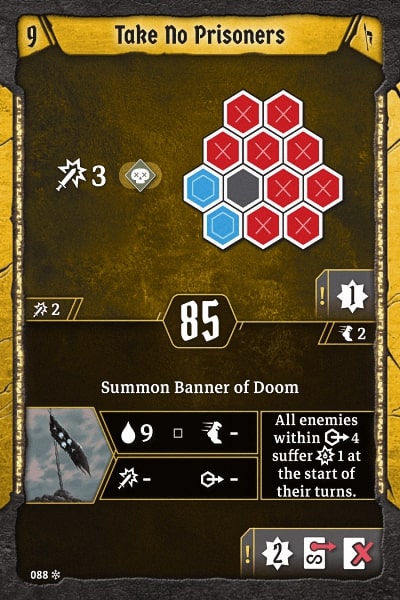 9
Take No Prisoners
3
1
2
85
2
Summon Banner of Doom
9 -
- -
All enemies
within 4
suffer 1 at
the start of
their turns.
2
088